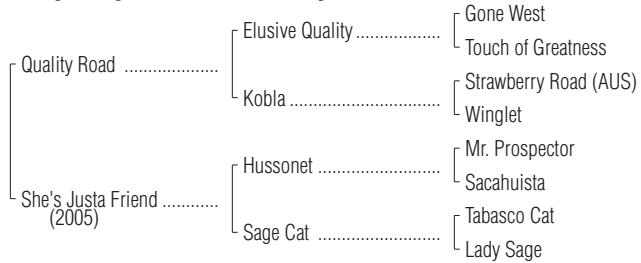 Gone West
Elusive Quality ..................
Touch of Greatness
Quality Road ...................
Strawberry Road (AUS)
Kobla ................................
Winglet
Mr. Prospector
Hussonet ..........................
Sacahuista
She's Justa Friend ............
(2005)
Tabasco Cat
Sage Cat ..........................
Lady Sage